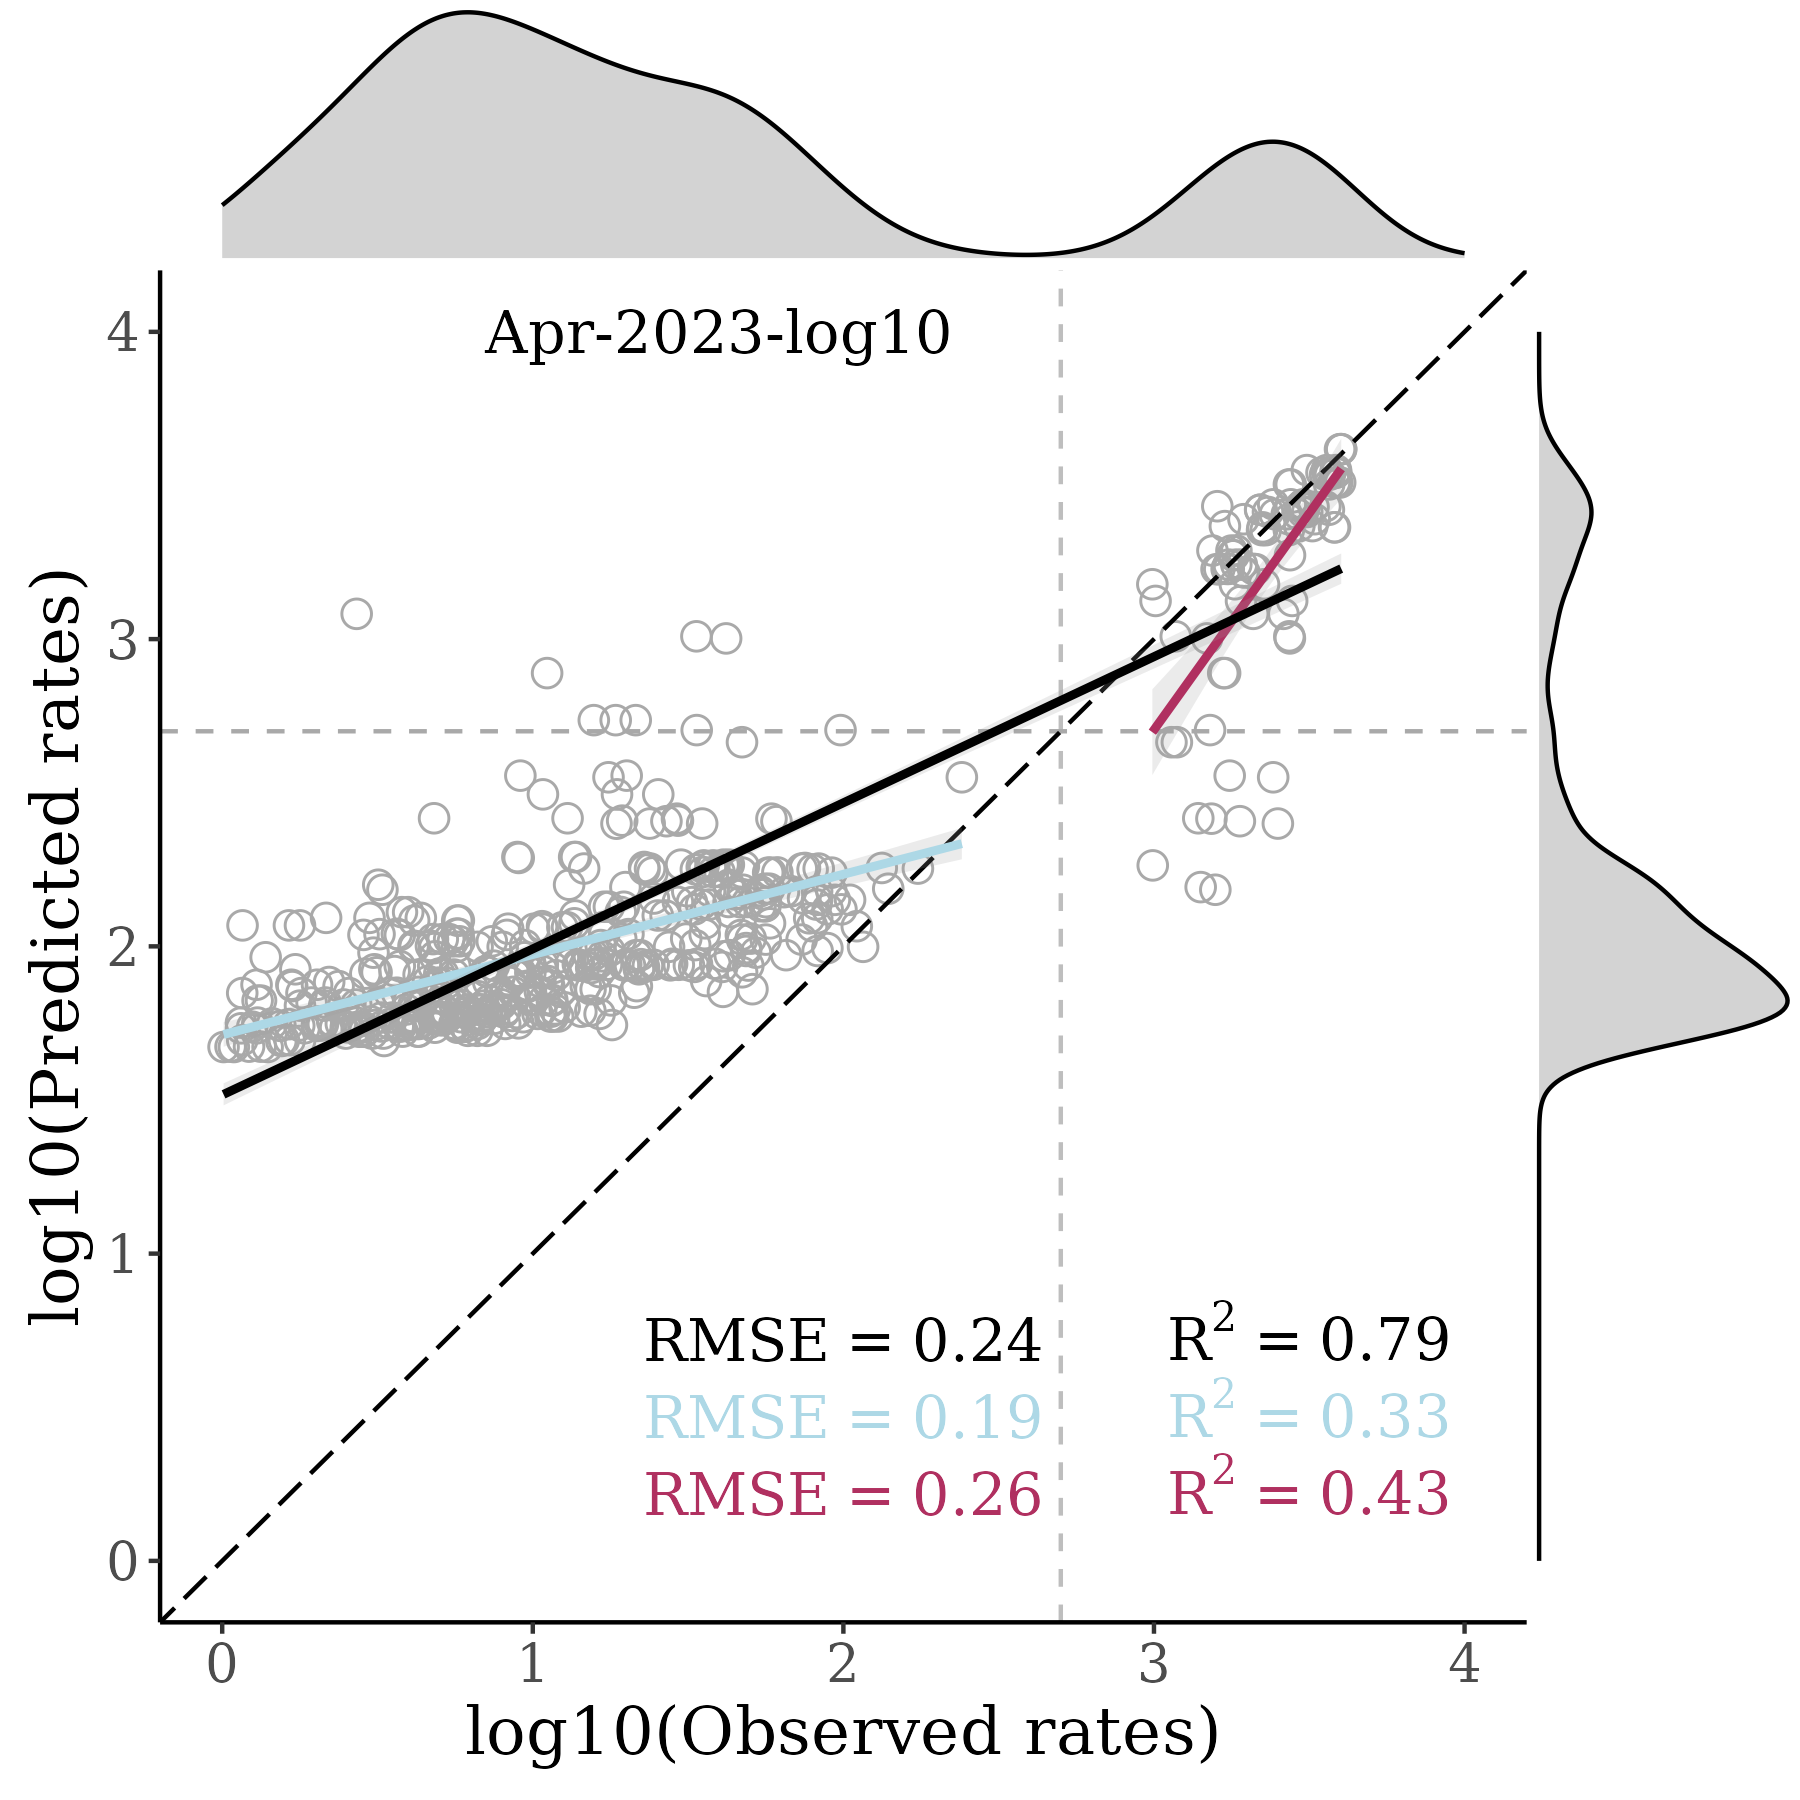 Apr-2023-log10
4
3
2
1
0
log10(Predicted rates)
RMSE = 0.24 R² = 0.79
RMSE = 0.19 R² = 0.33
RMSE = 0.26 R² = 0.43
0 1 2 3 4
log10(Observed rates)